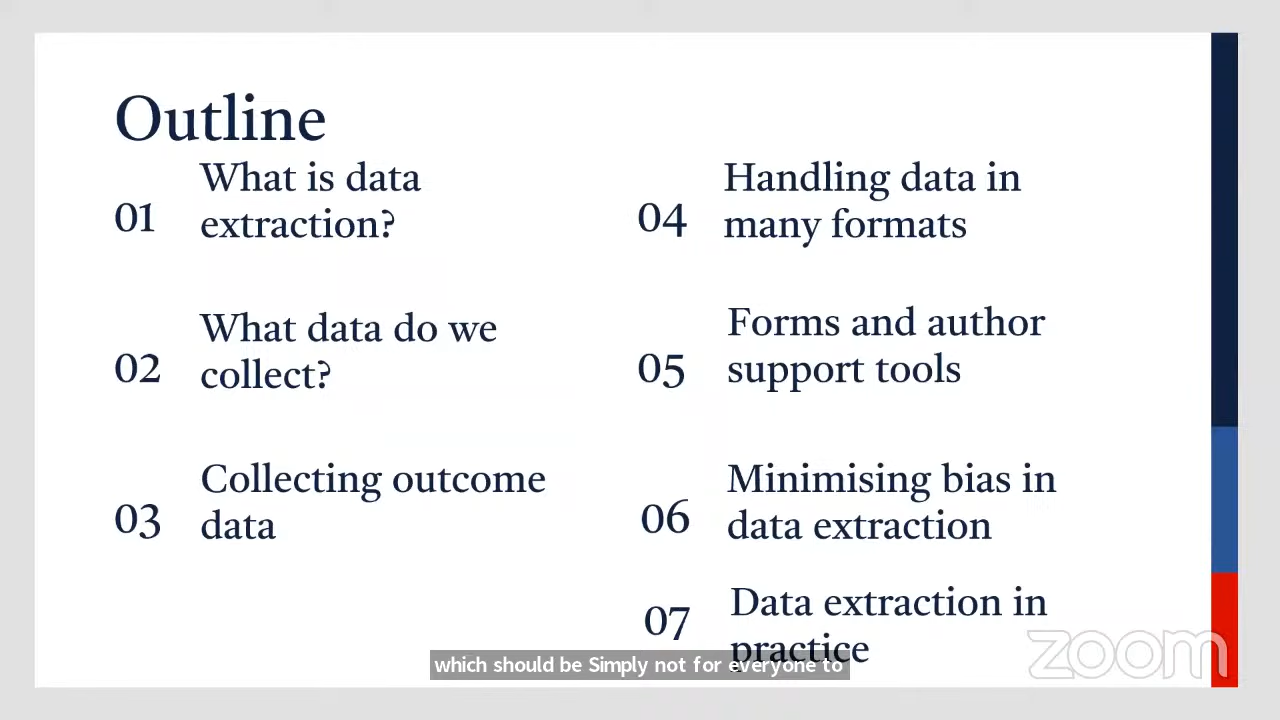 Outline
01
What is data
extraction?
02
What data do we
collect?
03
Collecting outcome
data
04
Handling data in
many formats
05
Forms and author
support tools
06
Minimising bias in
data extraction
07
Data extraction in
practice
which should be Simply not for everyone to
zoom